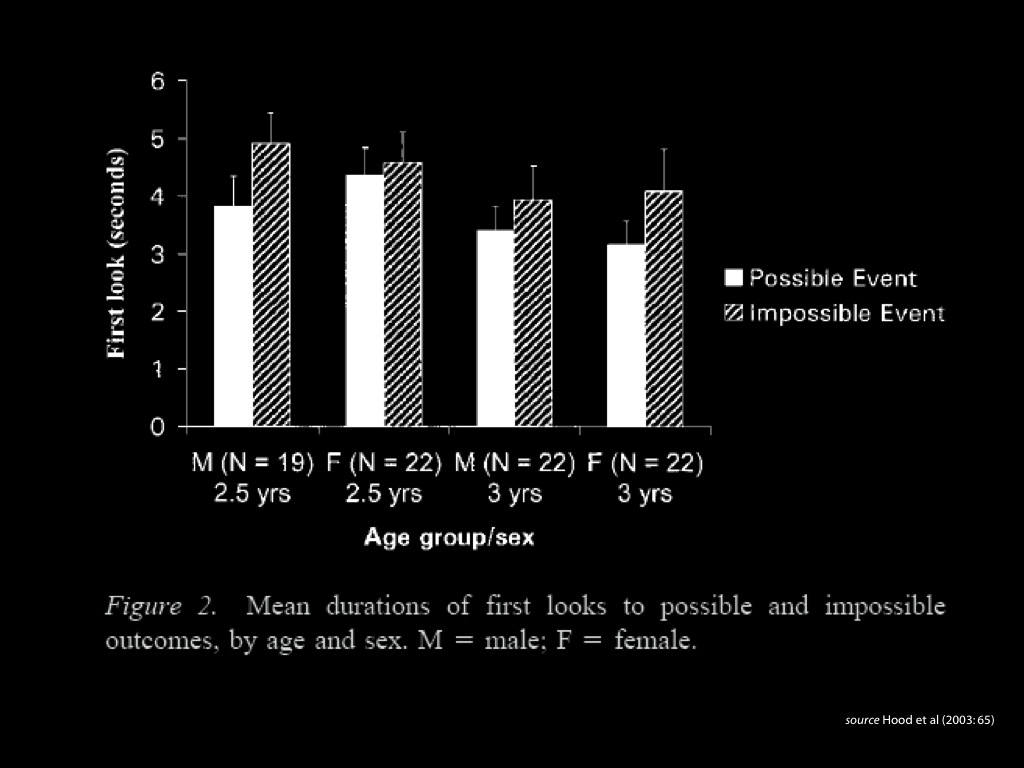 6
5
4
3
2
1
0
First look (seconds)
Possible Event
Impossible Event
M (N = 19) F (N = 22) M (N = 22) F (N = 22)
2.5 yrs 2.5 yrs 3 yrs 3 yrs
Age group/sex
Figure 2. Mean durations of first looks to possible and impossible
outcomes, by age and sex. M = male; F = female.
source Hood et al (2003:65)